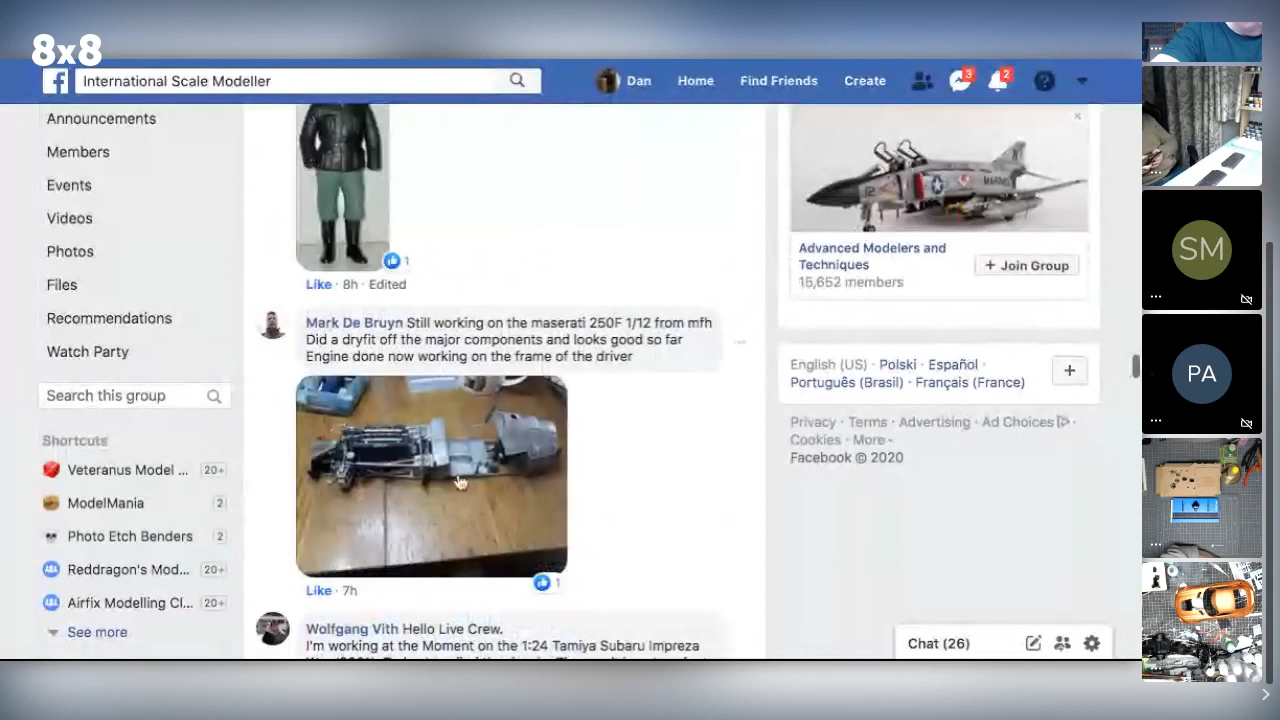 8x8
International Scale Modeller
Dan
Home
Find Friends
Create
3
2
Announcements
Members
Events
Videos
Photos
Files
Recommendations
Watch Party
Search this group
Shortcuts
Veteranus Model ... 20+
ModelMania 2
Photo Etch Benders 2
Reddragon's Mod... 20+
Airfix Modelling Cl... 20+
See more
1
Like · 8h · Edited
Mark De Bruyn Still working on the maserati 250F 1/12 from mfh
Did a dryfit off the major components and looks good so far
Engine done now working on the frame of the driver
1
Like · 7h
Wolfgang Vith Hello Live Crew.
I'm working at the Moment on the 1:24 Tamiya Subaru Impreza
12
Advanced Modelers and
Techniques
15,652 members
+ Join Group
English (US) · Polski · Español ·
Português (Brasil) · Français (France)
+
Privacy · Terms · Advertising · Ad Choices ·
Cookies · More
Facebook © 2020
Chat (26)
SM
PA